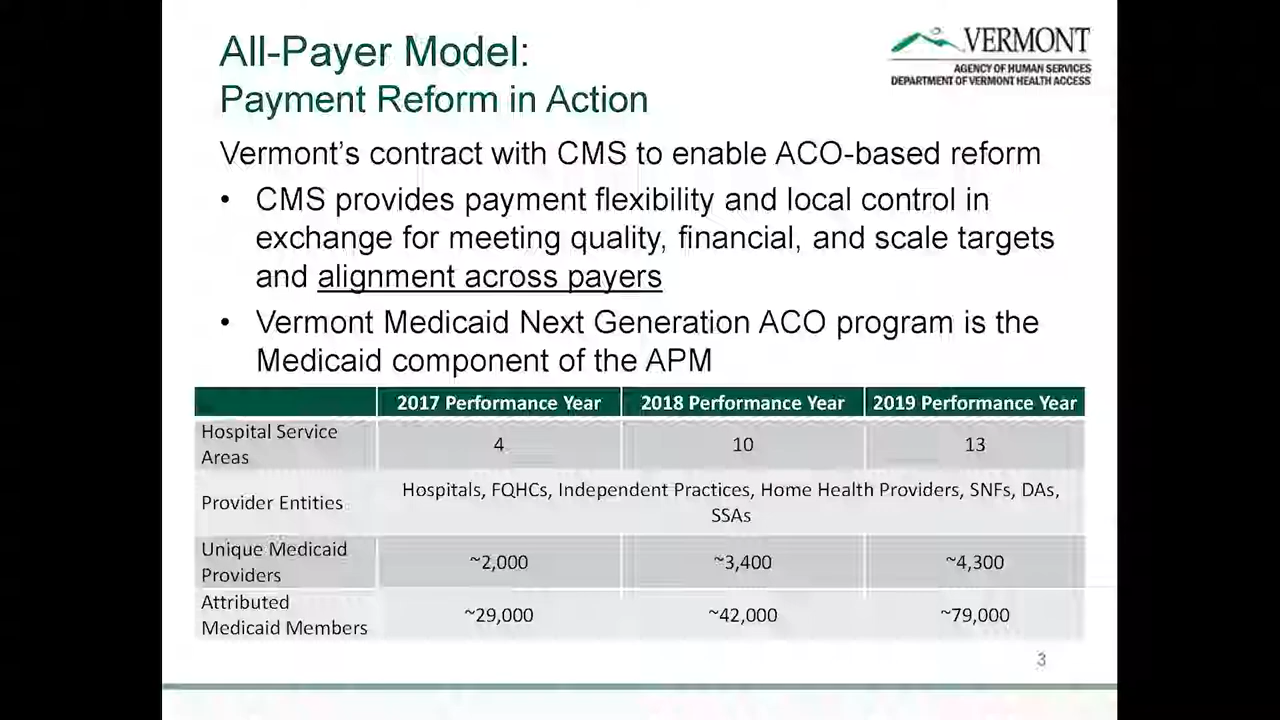 All-Payer Model:
Payment Reform in Action
VERMONT
AGENCY OF HUMAN SERVICES
DEPARTMENT OF VERMONT HEALTH ACCESS
Vermont's contract with CMS to enable ACO-based reform
• CMS provides payment flexibility and local control in
exchange for meeting quality, financial, and scale targets
and alignment across payers
• Vermont Medicaid Next Generation ACO program is the
Medicaid component of the APM
2017 Performance Year 2018 Performance Year 2019 Performance Year
Hospital Service
Areas
4 10 13
Provider Entities
Hospitals, FQHCs, Independent Practices, Home Health Providers, SNFs, DAs,
SSAs
Unique Medicaid
Providers
~2,000 ~3,400 ~4,300
Attributed
Medicaid Members
~29,000 ~42,000 ~79,000
3